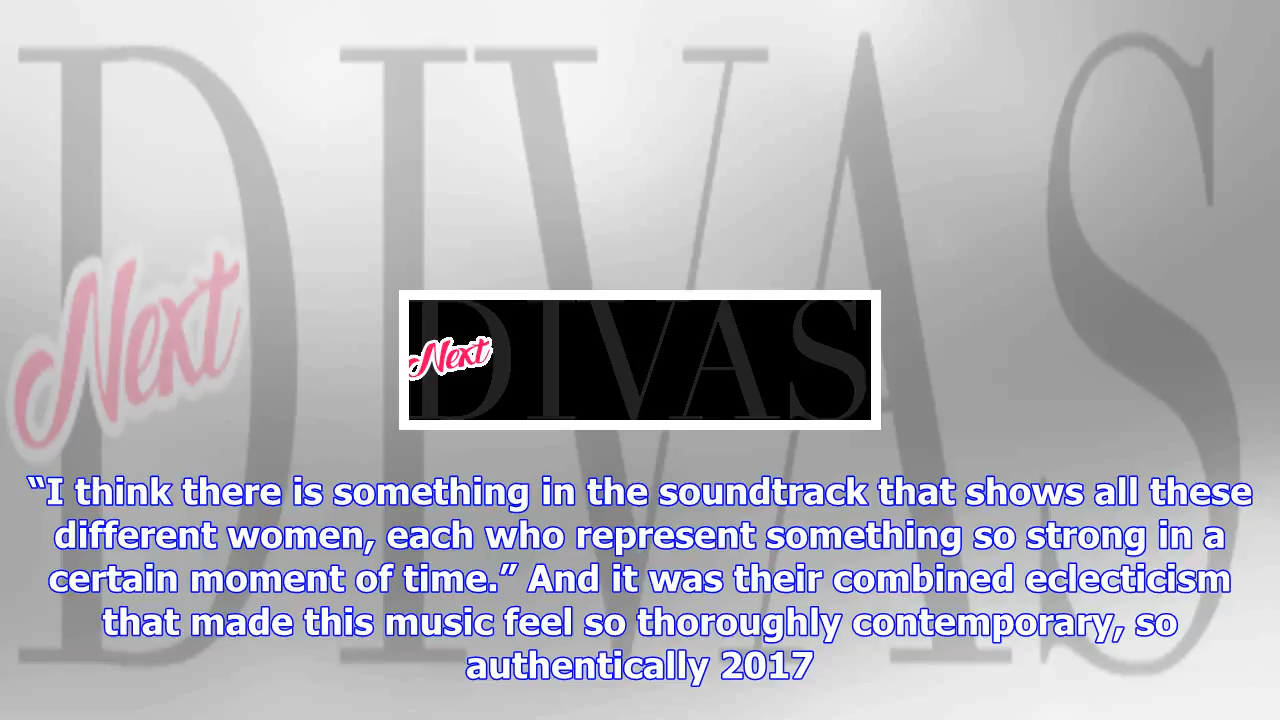 DIVAS
Next
DIVAS
Next
“I think there is something in the soundtrack that shows all these
different women, each who represent something so strong in a
certain moment of time.” And it was their combined eclecticism
that made this music feel so thoroughly contemporary, so
authentically 2017